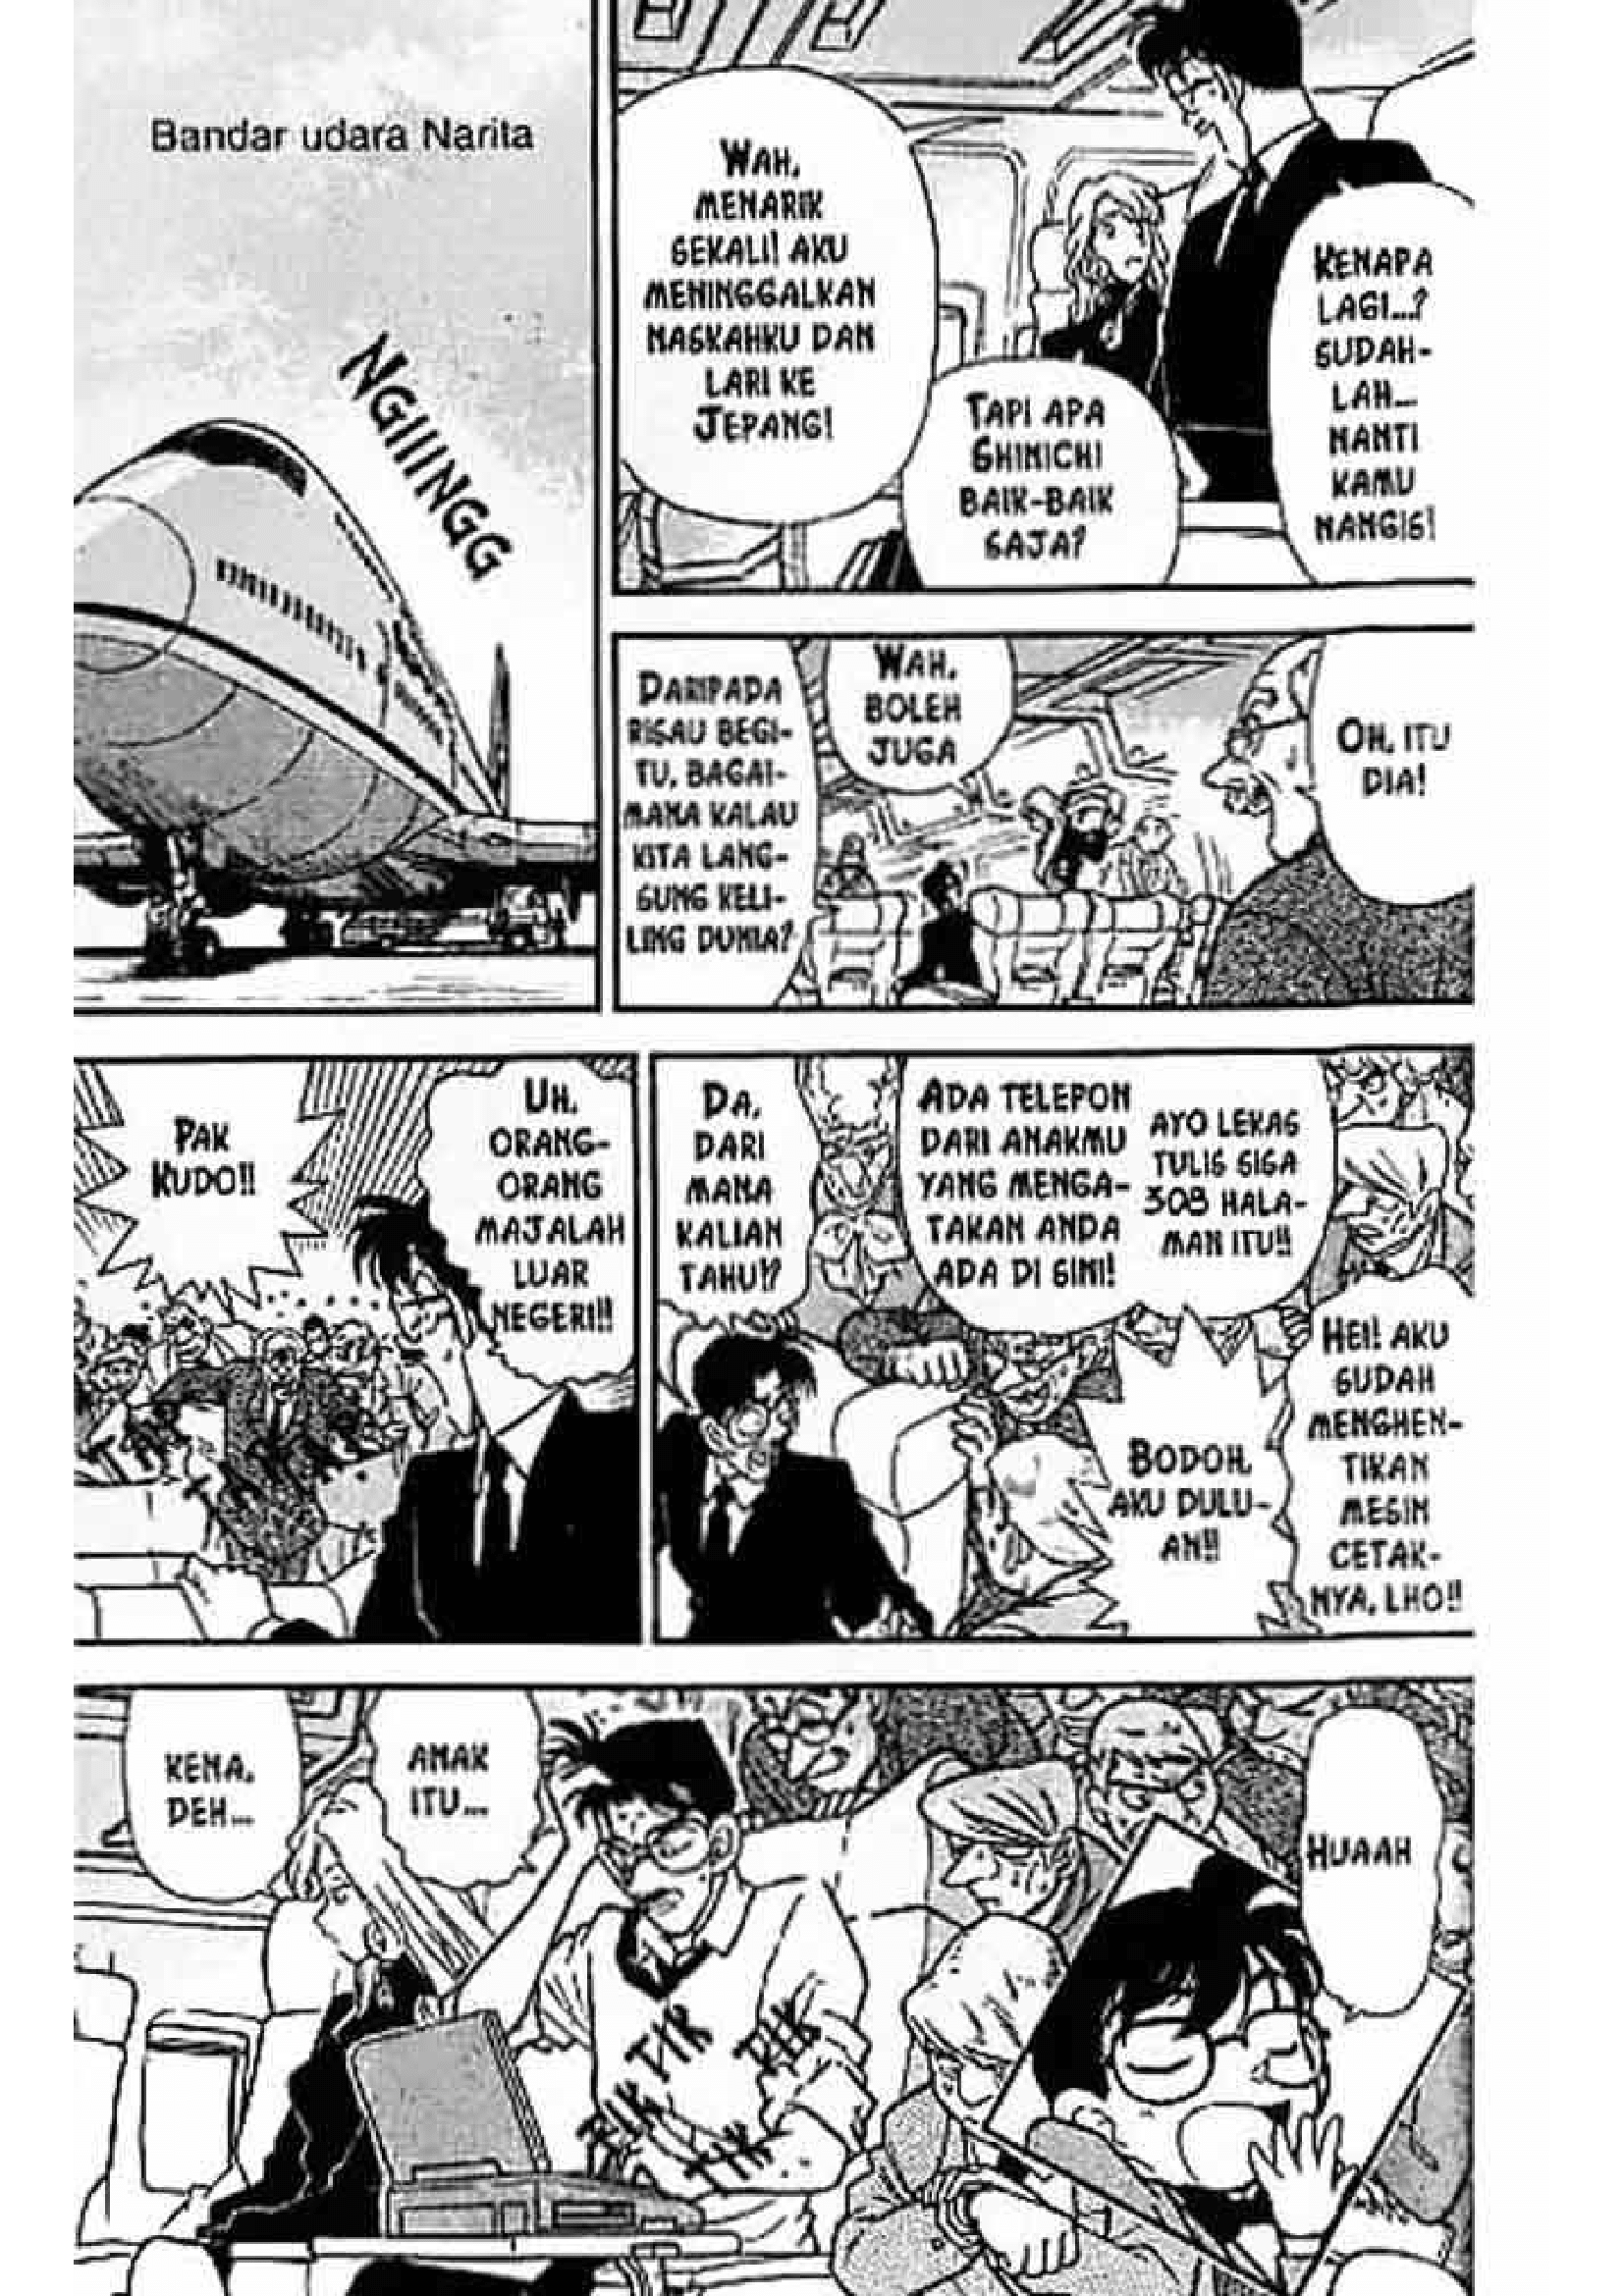 Bandar udara Narita
NGIIINGG
WAH,
MENARIK
SEKALI! AKU
MENINGGALKAN
NASKAHKU DAN
LARI KE
JEPANG!
TAPI APA
SHINICHI
BAIK-BAIK
SAJA?
KENAPA
LAGI...?
SUDAH-
LAH...
NANTI
KAMU
NANGIS!
DARIPADA
RISAU BEGI-
TU, BAGAI-
MANA KALAU
KITA LANG-
SUNG KELI-
LING DUNIA?
WAH,
BOLEH
JUGA
OH, ITU
DIA!
PAK
KUDO!!
UH,
ORANG-
ORANG
MAJALAH
LUAR
NEGERI!!
DA,
DARI
MANA
KALIAN
TAHU!?
ADA TELEPON
DARI ANAKMU
YANG MENGA-
TAKAN ANDA
ADA DI SINI!
AYO LEKAS
TULIS SISA
308 HALA-
MAN ITU!!
HEI! AKU
SUDAH
MENGHEN-
TIKAN
MESIN
CETAK-
NYA, LHO!!
BODOH,
AKU DULU-
AN!!
KENA,
DEH...
ANAK
ITU...
HUAAH
TIK
TIK
TIK
TIK